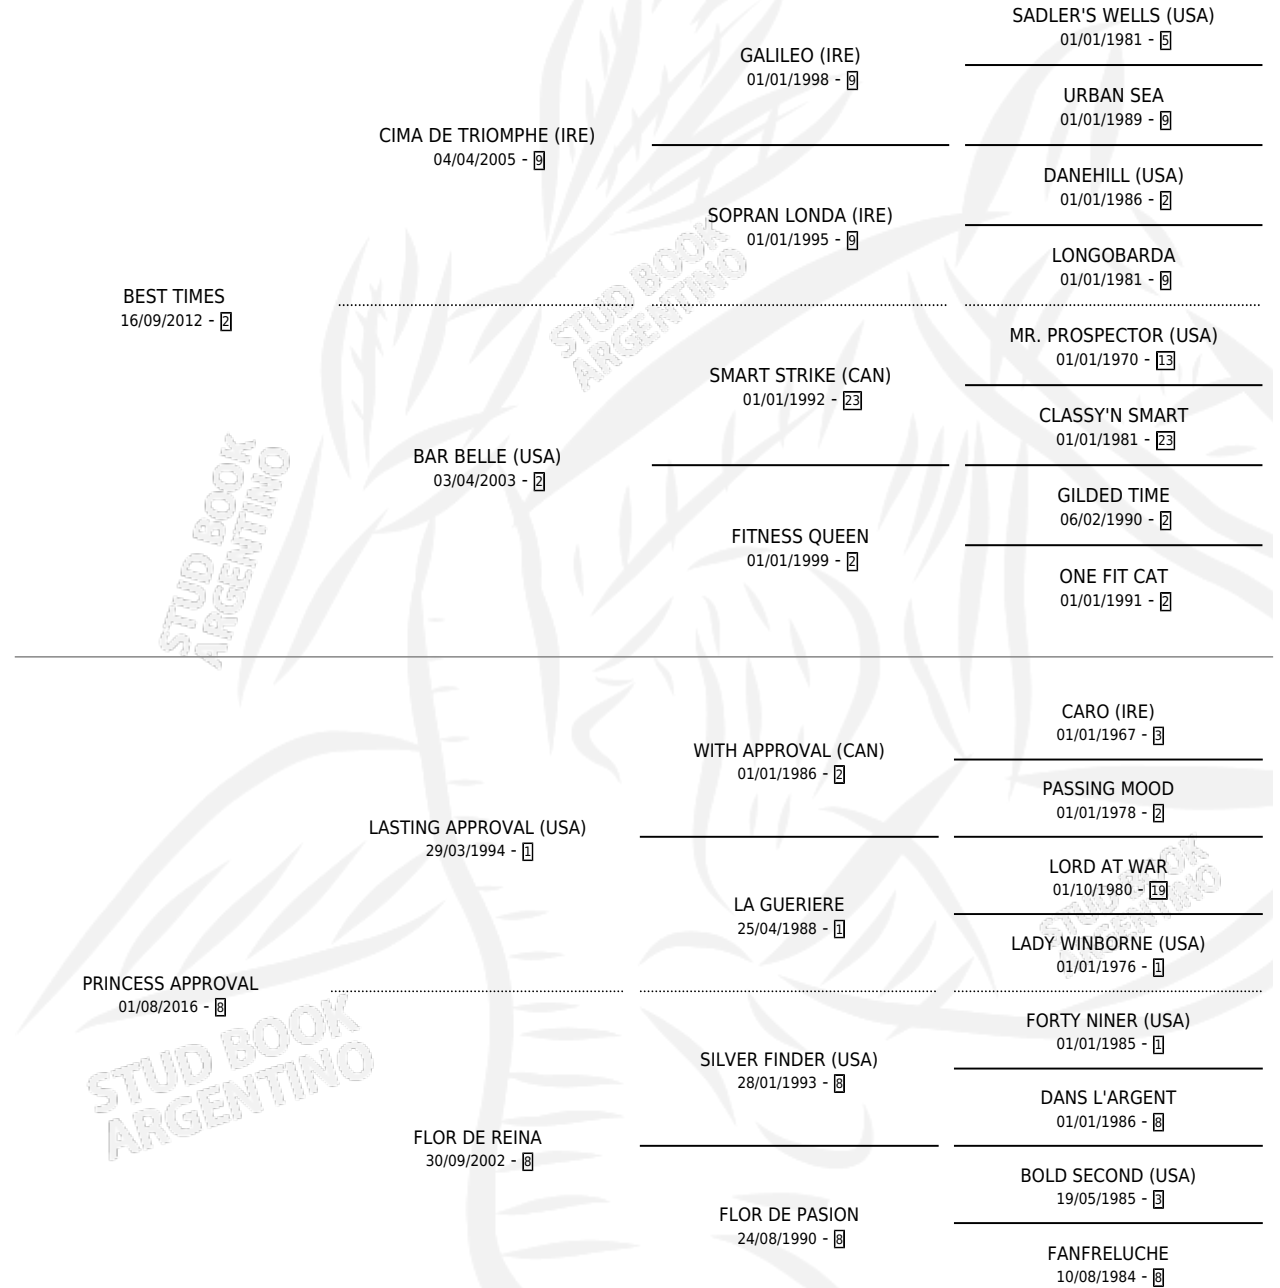 SADLER'S WELLS (USA)
01/01/1981 - 5
GALILEO (IRE)
01/01/1998 - 9
URBAN SEA
01/01/1989 - 9
CIMA DE TRIOMPHE (IRE)
04/04/2005 - 9
DANEHILL (USA)
01/01/1986 - 2
SOPRAN LONDA (IRE)
01/01/1995 - 9
LONGOBARDA
01/01/1981 - 9
BEST TIMES
16/09/2012 - 2
STUD BOOK
ARGENTINO
MR. PROSPECTOR (USA)
01/01/1970 - 13
SMART STRIKE (CAN)
01/01/1992 - 23
CLASSY'N SMART
01/01/1981 - 23
BAR BELLE (USA)
03/04/2003 - 2
GILDED TIME
06/02/1990 - 2
FITNESS QUEEN
01/01/1999 - 2
ONE FIT CAT
01/01/1991 - 2
STUD BOOK
ARGENTINO
CARO (IRE)
01/01/1967 - 3
WITH APPROVAL (CAN)
01/01/1986 - 2
PASSING MOOD
01/01/1978 - 2
LASTING APPROVAL (USA)
29/03/1994 - 1
LORD AT WAR
01/10/1980 - 19
LA GUERIERE
25/04/1988 - 1
LADY WINBORNE (USA)
01/01/1976 - 1
STUD BOOK
ARGENTINO
PRINCESS APPROVAL
01/08/2016 - 8
FORTY NINER (USA)
01/01/1985 - 1
SILVER FINDER (USA)
28/01/1993 - 8
DANS L'ARGENT
01/01/1986 - 8
STUD BOOK
ARGENTINO
FLOR DE REINA
30/09/2002 - 8
BOLD SECOND (USA)
19/05/1985 - 3
FLOR DE PASION
24/08/1990 - 8
FANFRELUCHE
10/08/1984 - 8